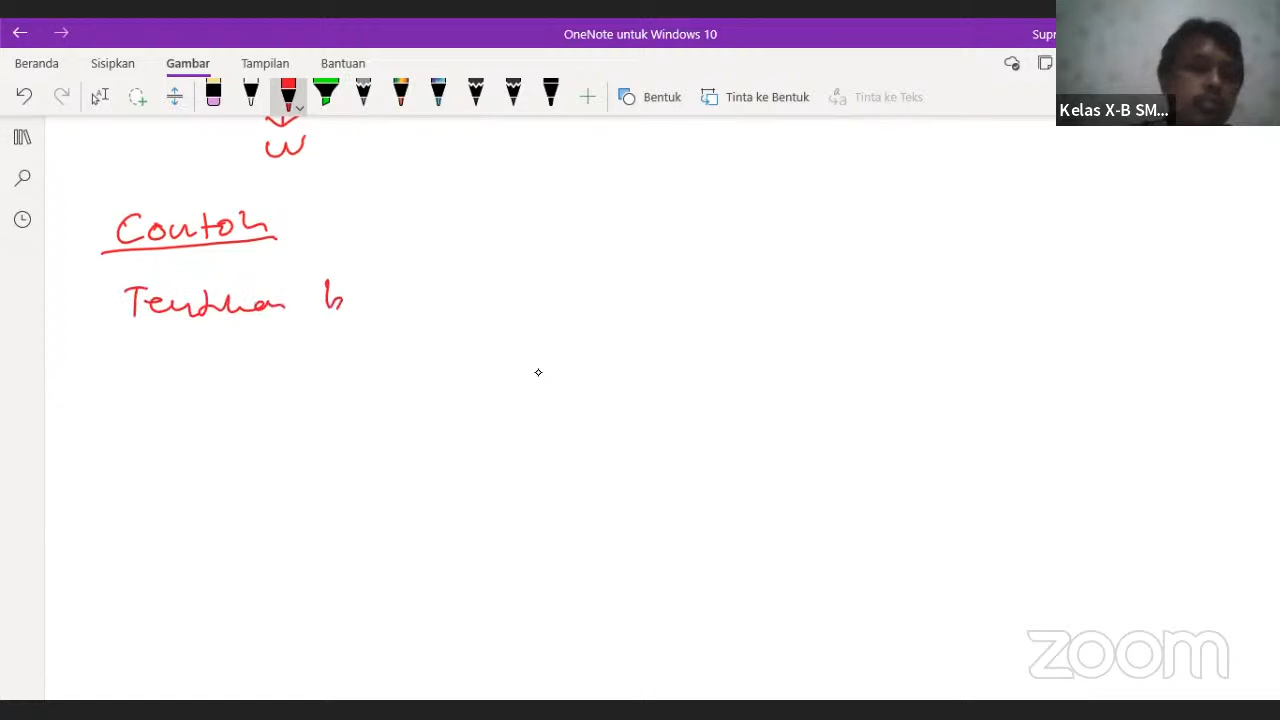 OneNote untuk Windows 10
Supr
Beranda Sisipkan Gambar Tampilan Bantuan
Bentuk Tinta ke Bentuk Tinta ke Teks
Kelas X-B SM...
w
Contoh
Tentukan b
zoom